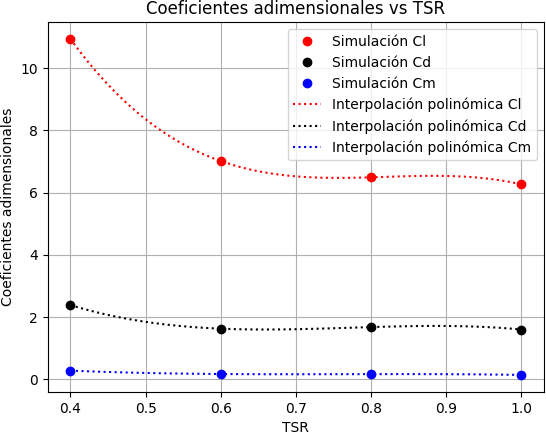 Coeficientes adimensionales vs TSR
Simulación Cl
Simulación Cd
Simulación Cm
Interpolación polinómica Cl
Interpolación polinómica Cd
Interpolación polinómica Cm
Coeficientes adimensionales
10
8
6
4
2
0
0.4 0.5 0.6 0.7 0.8 0.9 1.0
TSR